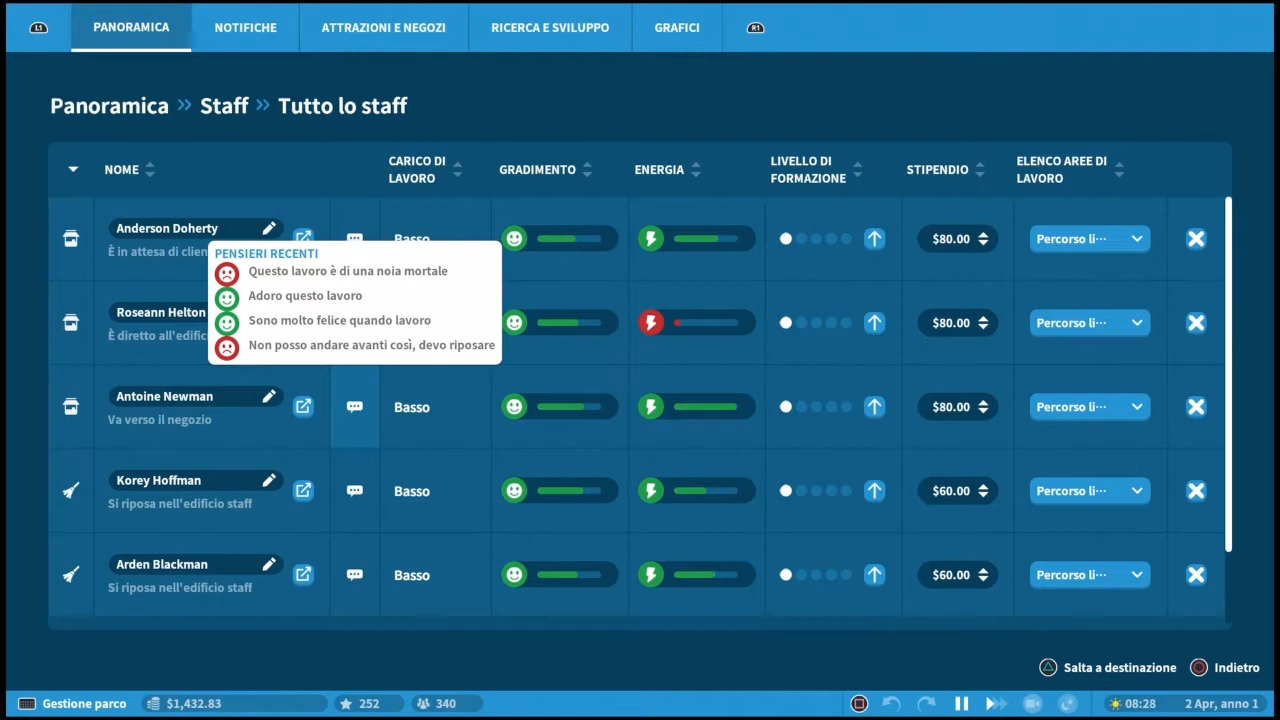 L1
PANORAMICA
NOTIFICHE
ATTRAZIONI E NEGOZI
RICERCA E SVILUPPO
GRAFICI
R1
Panoramica » Staff » Tutto lo staff
NOME
CARICO DI
LAVORO
GRADIMENTO
ENERGIA
LIVELLO DI
FORMAZIONE
STIPENDIO
ELENCO AREE DI
LAVORO
Anderson Doherty
È in attesa di clien
Basso
$80.00
Percorso li···
PENSIERI RECENTI
Questo lavoro è di una noia mortale
Adoro questo lavoro
Sono molto felice quando lavoro
Non posso andare avanti così, devo riposare
Roseann Helton
È diretto all'edific
$80.00
Percorso li···
Antoine Newman
Va verso il negozio
Basso
$80.00
Percorso li···
Korey Hoffman
Si riposa nell'edificio staff
Basso
$60.00
Percorso li···
Arden Blackman
Si riposa nell'edificio staff
Basso
$60.00
Percorso li···
Salta a destinazione
Indietro
Gestione parco
$1,432.83
252
340
08:28
2 Apr, anno 1